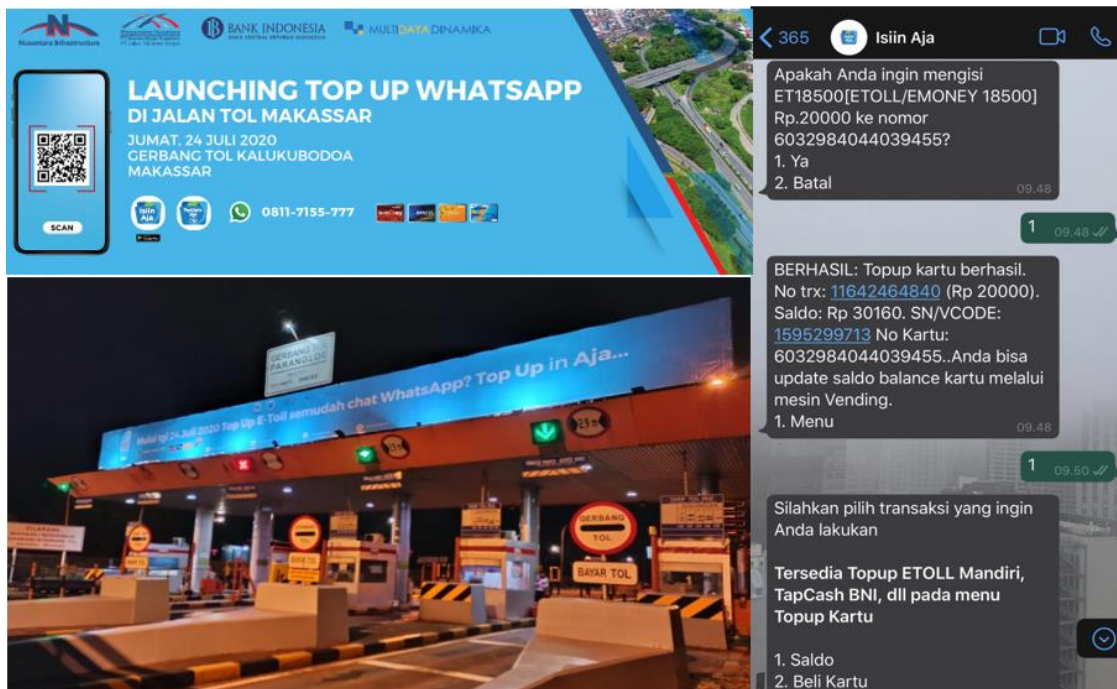 Nusantara Infrastructure
BANK INDONESIA
BANK SENTRAL REPUBLIK INDONESIA
MULTIDAYA DINAMIKA
LAUNCHING TOP UP WHATSAPP
DI JALAN TOL MAKASSAR
JUMAT, 24 JULI 2020
GERBANG TOL KALUKUBODOA
MAKASSAR
Isiin
Aja
0811-7155-777
SCAN
GERBANG TOL
PARANGLOE
Mulai tgl 24 Juli 2020 Top Up E-Toll semudah chat WhatsApp? Top Up in Aja...
2.9 m
GERBANG
TOL
BAYAR TOL
365
Isiin Aja
Apakah Anda ingin mengisi
ET18500[ETOLL/EMONEY 18500]
Rp.20000 ke nomor
6032984044039455?
1. Ya
2. Batal
09.48
1 09.48
BERHASIL: Topup kartu berhasil.
No trx: 11642464840 (Rp 20000).
Saldo: Rp 30160. SN/VCODE:
1595299713 No Kartu:
6032984044039455..Anda bisa
update saldo balance kartu melalui
mesin Vending.
1. Menu
09.48
1 09.50
Silahkan pilih transaksi yang ingin
Anda lakukan
Tersedia Topup ETOLL Mandiri,
TapCash BNI, dll pada menu
Topup Kartu
1. Saldo
2. Beli Kartu